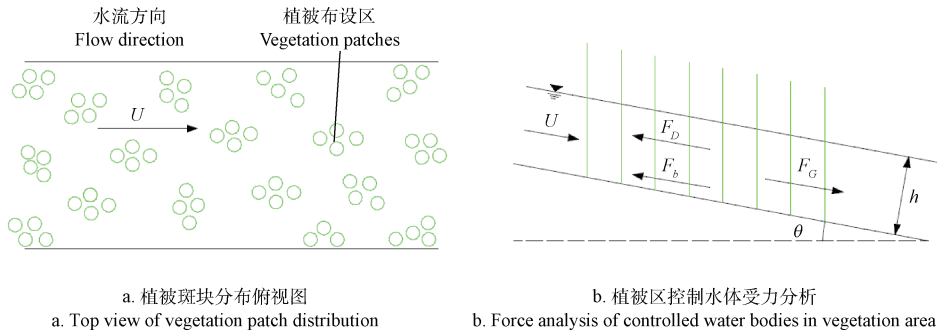 水流方向
Flow direction
植被布设区
Vegetation patches
U
a. 植被斑块分布俯视图
a. Top view of vegetation patch distribution
U
F_D
F_b
F_G
h
θ
b. 植被区控制水体受力分析
b. Force analysis of controlled water bodies in vegetation area